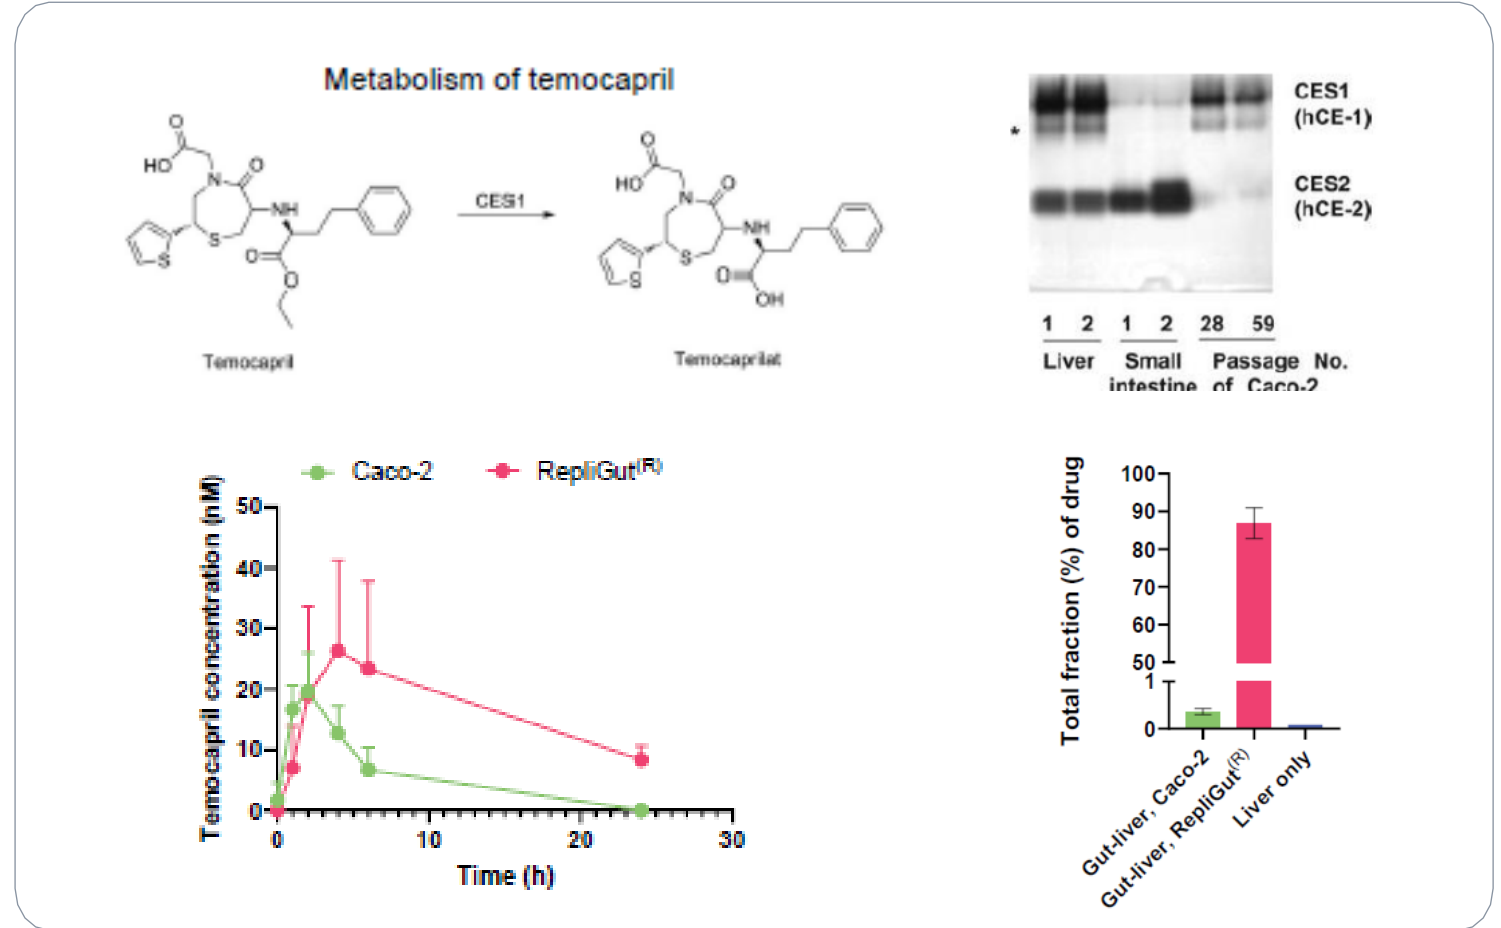 Metabolism of temocapril
O
HO
N
O
NH
S
S
O
O
Temocapril
CES1
O
HO
N
O
NH
S
S
O
OH
Temocaprilat
CES1
(hCE-1)
*
CES2
(hCE-2)
1 2 1 2 28 59
Liver Small Passage No.
intestine of Caco-2
Caco-2 RepliGut(R)
Temocapril concentration (nM)
50
40
30
20
10
0
0 10 20 30
Time (h)
Total fraction (%) of drug
100
90
80
70
60
50
1
0
Gut-liver, Caco-2
Gut-liver, RepliGut(R)
Liver only